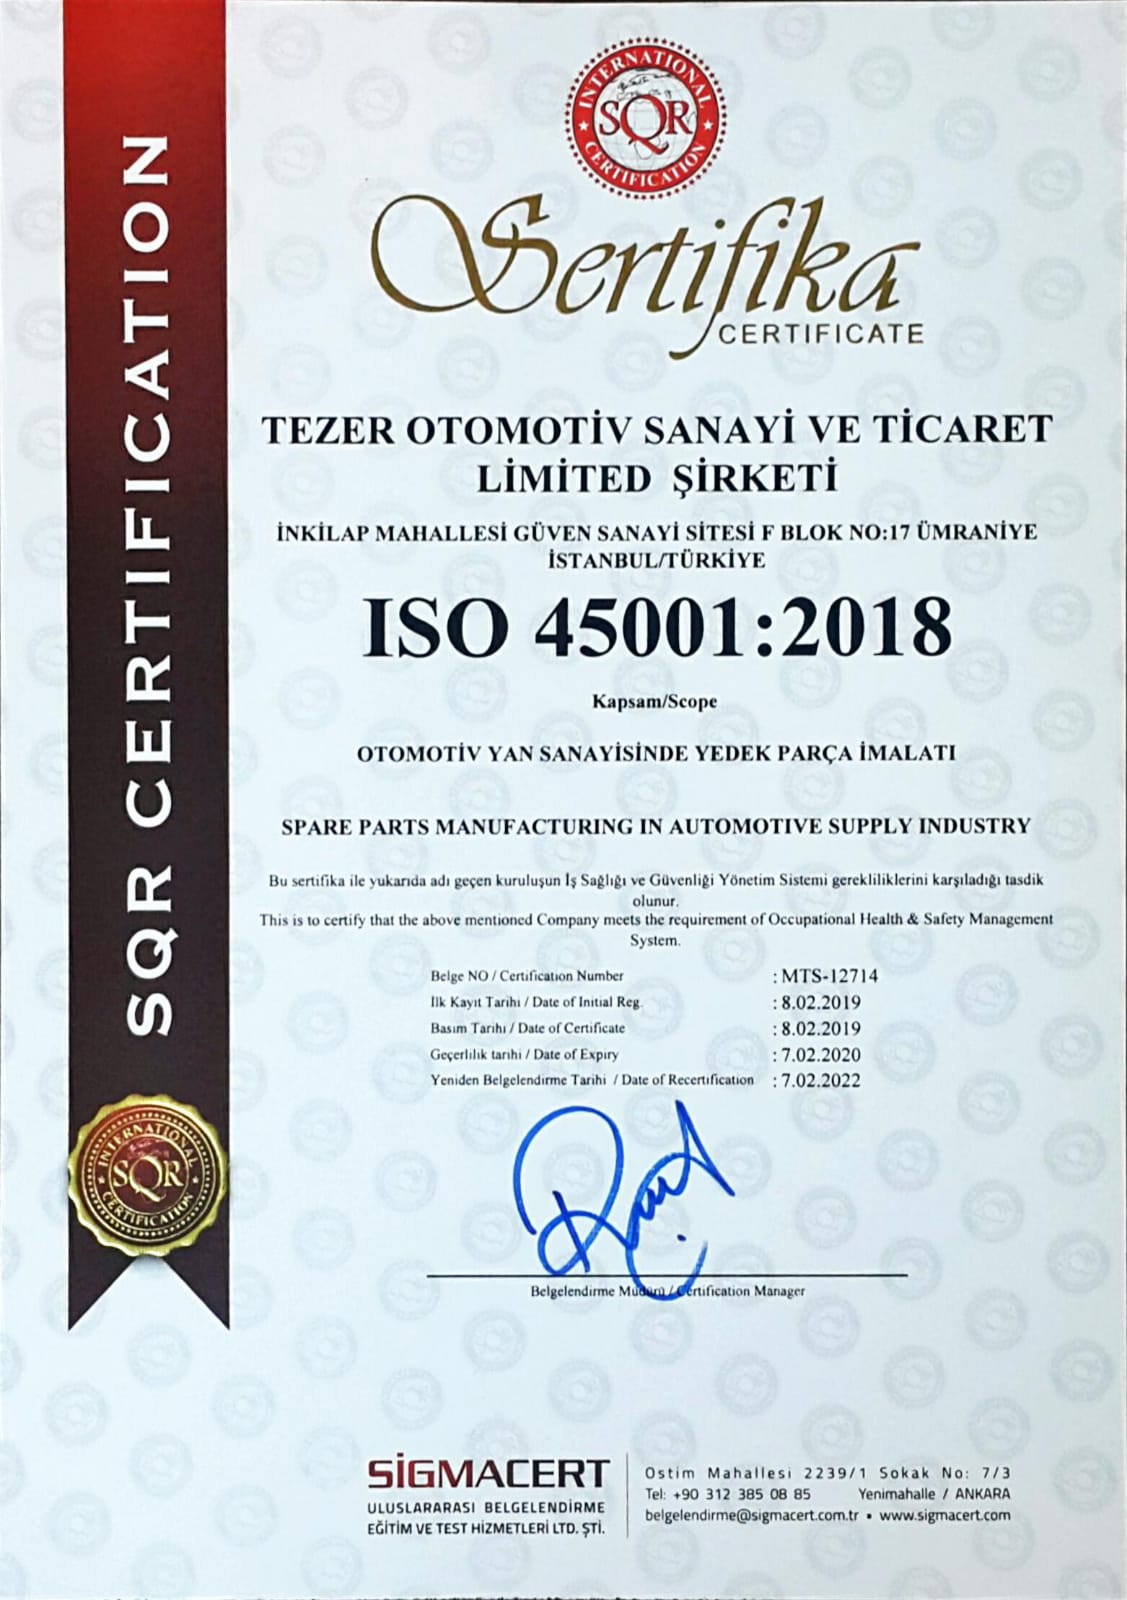 INTERNATIONAL
SQR
CERTIFICATION
Sertifika
CERTIFICATE
SQR CERTIFICATION
TEZER OTOMOTİV SANAYİ VE TİCARET
LİMİTED ŞİRKETİ
İNKİLAP MAHALLESİ GÜVEN SANAYİ SİTESİ F BLOK NO:17 ÜMRANİYE
İSTANBUL/TÜRKİYE
ISO 45001:2018
Kapsam/Scope
OTOMOTİV YAN SANAYİSİNDE YEDEK PARÇA İMALATI
SPARE PARTS MANUFACTURING IN AUTOMOTIVE SUPPLY INDUSTRY
Bu sertifika ile yukarıda adı geçen kuruluşun İş Sağlığı ve Güvenliği Yönetim Sistemi gerekliliklerini karşıladığı tasdik
olunur.
This is to certify that the above mentioned Company meets the requirement of Occupational Health & Safety Management
System.
Belge NO / Certification Number : MTS-12714
İlk Kayıt Tarihi / Date of Initial Reg. : 8.02.2019
Basım Tarihi / Date of Certificate : 8.02.2019
Geçerlilik tarihi / Date of Expiry : 7.02.2020
Yeniden Belgelendirme Tarihi / Date of Recertification : 7.02.2022
INTERNATIONAL
SQR
CERTIFICATION
Belgelendirme Müdürü / Certification Manager
SİGMACERT
ULUSLARARASI BELGELENDİRME
EĞİTİM VE TEST HİZMETLERİ LTD. ŞTİ.
Ostim Mahallesi 2239/1 Sokak No: 7/3
Tel: +90 312 385 08 85 Yenimahalle / ANKARA
belgelendirme@sigmacert.com.tr • www.sigmacert.com